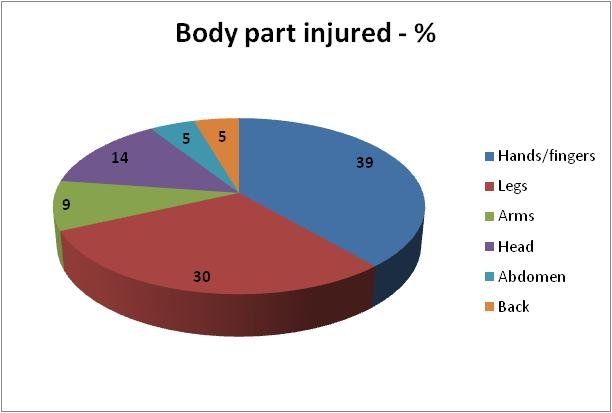 Body part injured - %
5
5
39
14
9
30
Hands/fingers
Legs
Arms
Head
Abdomen
Back